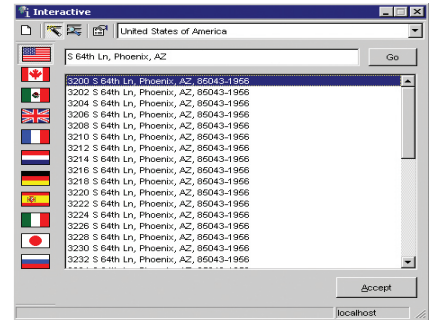 Interactive
United States of America
S 64th Ln, Phoenix, AZ
Go
3200 S 64th Ln, Phoenix, AZ, 85043-1956
3202 S 64th Ln, Phoenix, AZ, 85043-1956
3204 S 64th Ln, Phoenix, AZ, 85043-1956
3206 S 64th Ln, Phoenix, AZ, 85043-1956
3208 S 64th Ln, Phoenix, AZ, 85043-1956
3210 S 64th Ln, Phoenix, AZ, 85043-1956
3212 S 64th Ln, Phoenix, AZ, 85043-1956
3214 S 64th Ln, Phoenix, AZ, 85043-1956
3216 S 64th Ln, Phoenix, AZ, 85043-1956
3218 S 64th Ln, Phoenix, AZ, 85043-1956
3220 S 64th Ln, Phoenix, AZ, 85043-1956
3222 S 64th Ln, Phoenix, AZ, 85043-1956
3224 S 64th Ln, Phoenix, AZ, 85043-1956
3226 S 64th Ln, Phoenix, AZ, 85043-1956
3228 S 64th Ln, Phoenix, AZ, 85043-1956
3230 S 64th Ln, Phoenix, AZ, 85043-1956
3232 S 64th Ln, Phoenix, AZ, 85043-1956
Accept
localhost